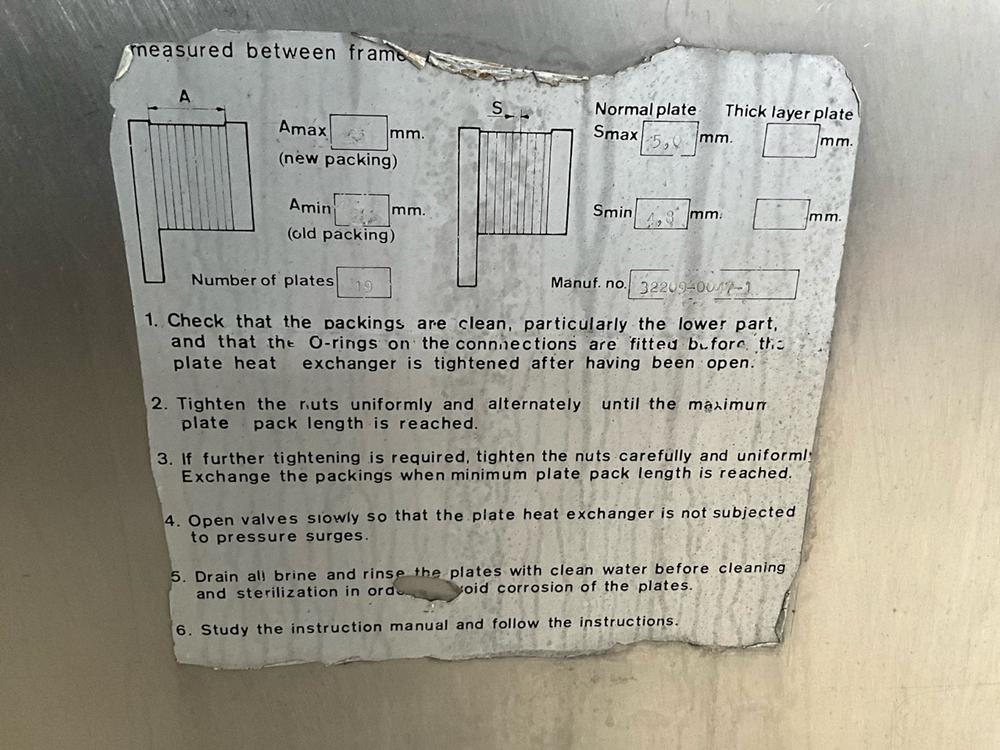 measured between frame
A
S
Normal plate Thick layer plate
Amax mm.
Smax 5,0 mm. mm.
(new packing)
Amin mm.
Smin 4,8 mm. mm.
(old packing)
Number of plates 19
Manuf. no.
1. Check that the packings are clean, particularly the lower part,
and that the O-rings on the connnections are fitted before the
plate heat exchanger is tightened after having been open.
2. Tighten the nuts uniformly and alternately until the maximum
plate pack length is reached.
3. If further tightening is required, tighten the nuts carefully and uniformly
Exchange the packings when minimum plate pack length is reached.
4. Open valves slowly so that the plate heat exchanger is not subjected
to pressure surges.
5. Drain all brine and rinse the plates with clean water before cleaning
and sterilization in corrosion of the plates.
6. Study the instruction manual and follow the instructions.